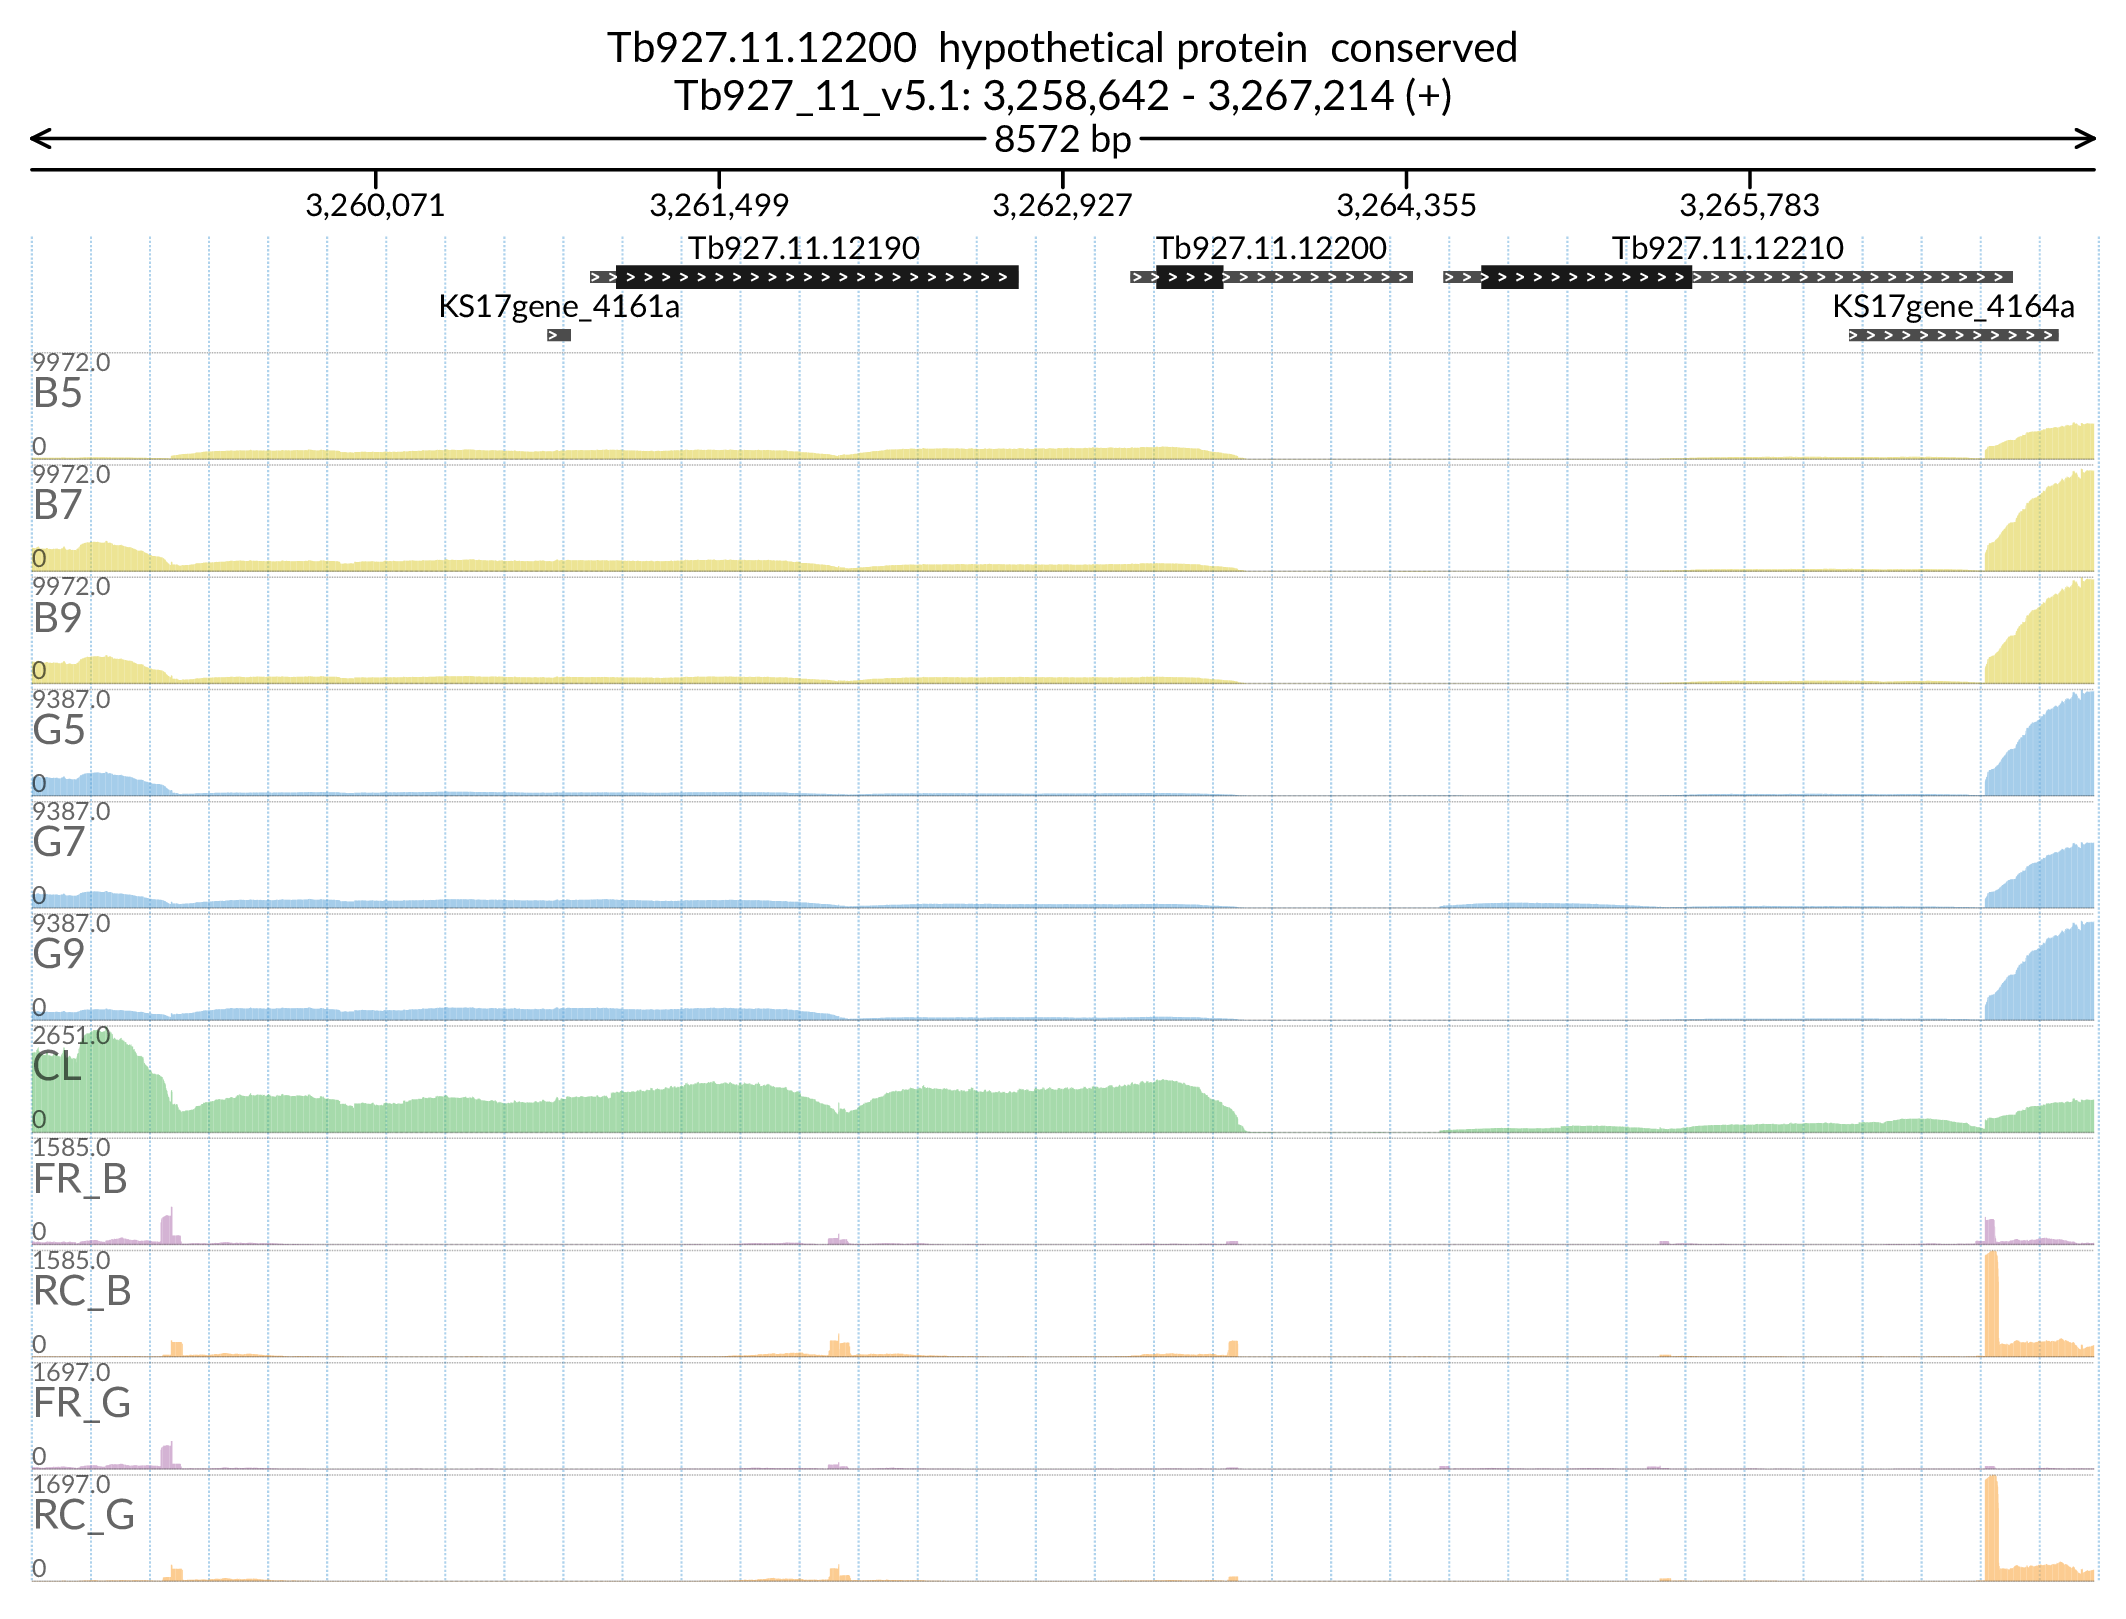 Tb927.11.12200  hypothetical protein  conserved
Tb927_11_v5.1: 3,258,642 - 3,267,214 (+)
8572 bp
3,260,071 3,261,499 3,262,927 3,264,355 3,265,783
Tb927.11.12190 Tb927.11.12200 Tb927.11.12210
KS17gene_4161a KS17gene_4164a
9972.0
B5
0
9972.0
B7
0
9972.0
B9
0
9387.0
G5
0
9387.0
G7
0
9387.0
G9
0
2651.0
CL
0
1585.0
FR_B
0
1585.0
RC_B
0
1697.0
FR_G
0
1697.0
RC_G
0